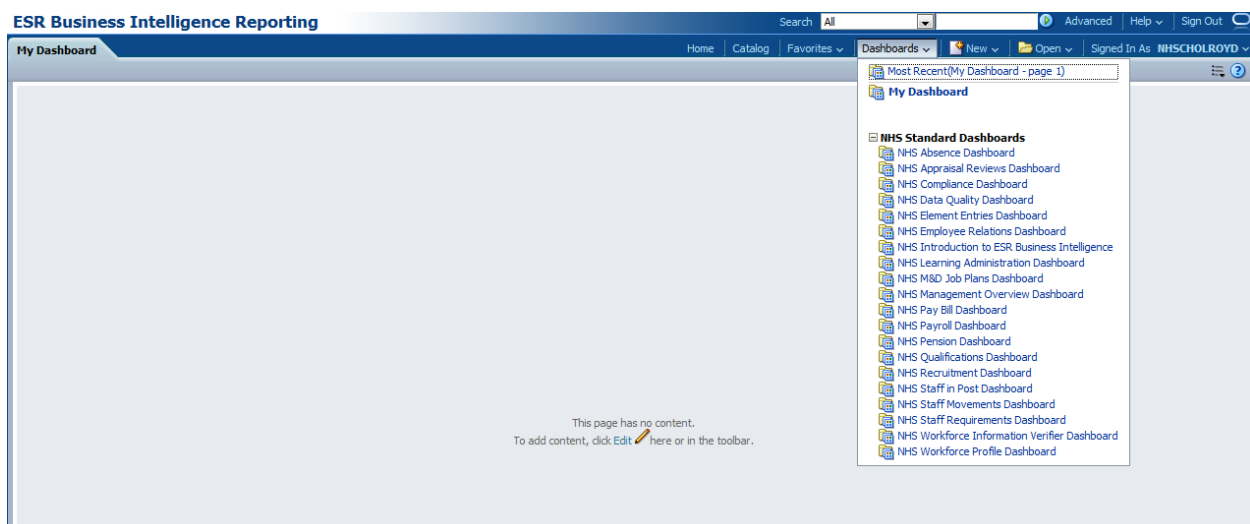 ESR Business Intelligence Reporting
Search All Advanced Help Sign Out
My Dashboard
Home Catalog Favorites Dashboards New Open Signed In As NHSCHOLROYD
Most Recent(My Dashboard - page 1)
My Dashboard
NHS Standard Dashboards
NHS Absence Dashboard
NHS Appraisal Reviews Dashboard
NHS Compliance Dashboard
NHS Data Quality Dashboard
NHS Element Entries Dashboard
NHS Employee Relations Dashboard
NHS Introduction to ESR Business Intelligence
NHS Learning Administration Dashboard
NHS M&D Job Plans Dashboard
NHS Management Overview Dashboard
NHS Pay Bill Dashboard
NHS Payroll Dashboard
NHS Pension Dashboard
NHS Qualifications Dashboard
NHS Recruitment Dashboard
NHS Staff in Post Dashboard
NHS Staff Movements Dashboard
NHS Staff Requirements Dashboard
NHS Workforce Information Verifier Dashboard
NHS Workforce Profile Dashboard
This page has no content.
To add content, click Edit here or in the toolbar.